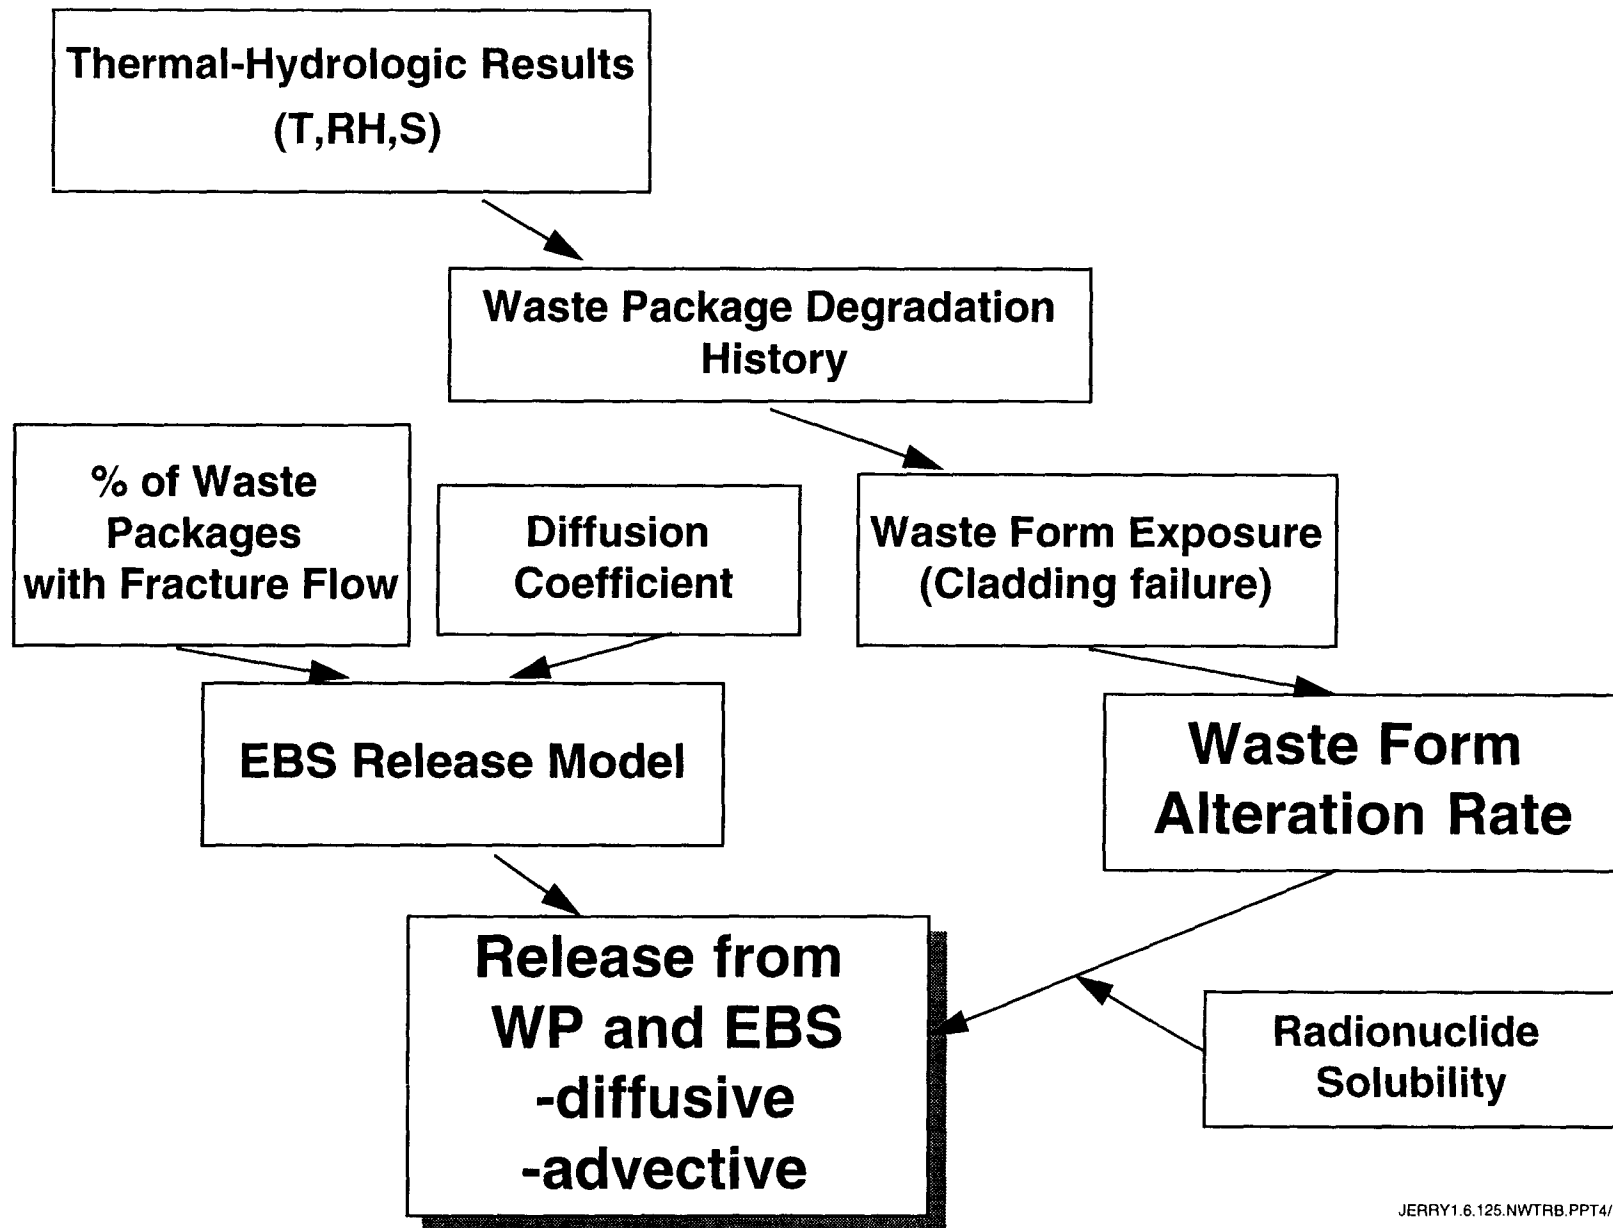 Thermal-Hydrologic Results
(T,RH,S)
Waste Package Degradation
History
% of Waste
Packages
with Fracture Flow
Diffusion
Coefficient
Waste Form Exposure
(Cladding failure)
EBS Release Model
Waste Form
Alteration Rate
Release from
WP and EBS
-diffusive
-advective
Radionuclide
Solubility
JERRY1.6.125.NWTRB.PPT4/